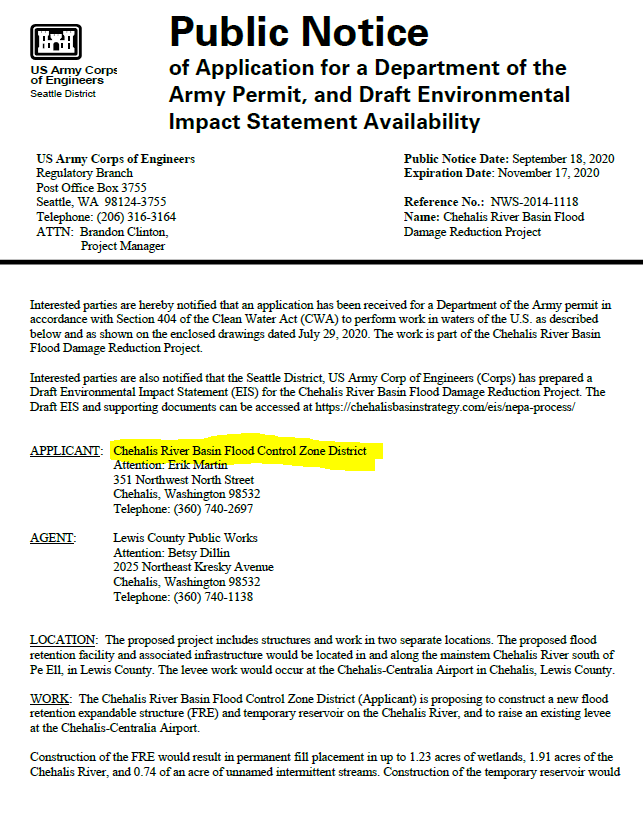 Public Notice
of Application for a Department of the
Army Permit, and Draft Environmental
Impact Statement Availability
US Army Corps
of Engineers
Seattle District
US Army Corps of Engineers
Regulatory Branch
Post Office Box 3755
Seattle, WA 98124-3755
Telephone: (206) 316-3164
ATTN: Brandon Clinton,
Project Manager
Public Notice Date: September 18, 2020
Expiration Date: November 17, 2020
Reference No.: NWS-2014-1118
Name: Chehalis River Basin Flood
Damage Reduction Project
Interested parties are hereby notified that an application has been received for a Department of the Army permit in
accordance with Section 404 of the Clean Water Act (CWA) to perform work in waters of the U.S. as described
below and as shown on the enclosed drawings dated July 29, 2020. The work is part of the Chehalis River Basin
Flood Damage Reduction Project.
Interested parties are also notified that the Seattle District, US Army Corp of Engineers (Corps) has prepared a
Draft Environmental Impact Statement (EIS) for the Chehalis River Basin Flood Damage Reduction Project. The
Draft EIS and supporting documents can be accessed at https://chehalisbasinstrategy.com/eis/nepa-process/
APPLICANT: Chehalis River Basin Flood Control Zone District
Attention: Erik Martin
351 Northwest North Street
Chehalis, Washington 98532
Telephone: (360) 740-2697
AGENT: Lewis County Public Works
Attention: Betsy Dillin
2025 Northeast Kresky Avenue
Chehalis, Washington 98532
Telephone: (360) 740-1138
LOCATION: The proposed project includes structures and work in two separate locations. The proposed flood
retention facility and associated infrastructure would be located in and along the mainstem Chehalis River south of
Pe Ell, in Lewis County. The levee work would occur at the Chehalis-Centralia Airport in Chehalis, Lewis County.
WORK: The Chehalis River Basin Flood Control Zone District (Applicant) is proposing to construct a new flood
retention expandable structure (FRE) and temporary reservoir on the Chehalis River, and to raise an existing levee
at the Chehalis-Centralia Airport.
Construction of the FRE would result in permanent fill placement in up to 1.23 acres of wetlands, 1.91 acres of the
Chehalis River, and 0.74 of an acre of unnamed intermittent streams. Construction of the temporary reservoir would